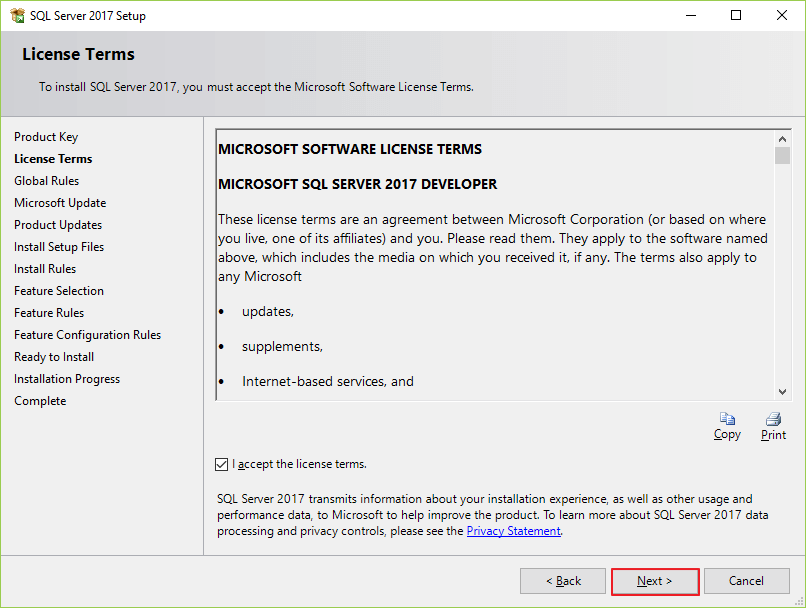 SQL Server 2017 Setup
License Terms
To install SQL Server 2017, you must accept the Microsoft Software License Terms.
Product Key
License Terms
Global Rules
Microsoft Update
Product Updates
Install Setup Files
Install Rules
Feature Selection
Feature Rules
Feature Configuration Rules
Ready to Install
Installation Progress
Complete
MICROSOFT SOFTWARE LICENSE TERMS
MICROSOFT SQL SERVER 2017 DEVELOPER
These license terms are an agreement between Microsoft Corporation (or based on where
you live, one of its affiliates) and you. Please read them. They apply to the software named
above, which includes the media on which you received it, if any. The terms also apply to
any Microsoft
• updates,
• supplements,
• Internet-based services, and
Copy
Print
I accept the license terms.
SQL Server 2017 transmits information about your installation experience, as well as other usage and
performance data, to Microsoft to help improve the product. To learn more about SQL Server 2017 data
processing and privacy controls, please see the Privacy Statement.
< Back
Next >
Cancel